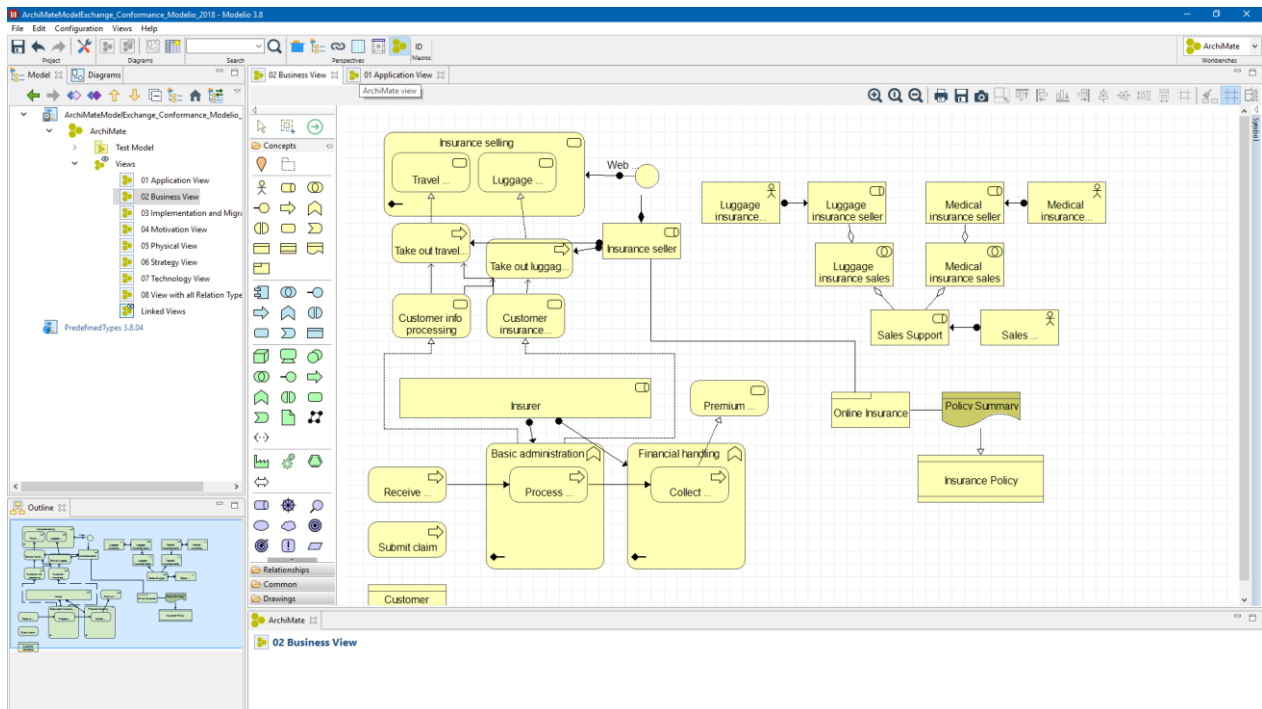 ArchiMateModelExchange_Conformance_Modelio_2018 - Modelio 3.8
File Edit Configuration Views Help
ID
ArchiMate
Project Diagrams Search Perspectives Macros Workbenches
Model Diagrams
ArchiMateModelExchange_Conformance_Modelio_
ArchiMate
Test Model
Views
01 Application View
02 Business View
03 Implementation and Migra
04 Motivation View
05 Physical View
06 Strategy View
07 Technology View
08 View with all Relation Type
Linked Views
PredefinedTypes 3.8.04
Outline
02 Business View 01 Application View
ArchiMate view
Concepts
Relationships
Common
Drawings
Symbol
Insurance selling
Travel ...
Luggage ...
Web ...
Take out travel...
Take out luggag...
Insurance seller
Customer info
processing
Customer
insurance...
Luggage
insurance...
Luggage
insurance seller
Medical
insurance seller
Medical
insurance...
Luggage
insurance sales
Medical
insurance sales
Sales Support
Sales ...
Insurer
Premium ...
Online Insurance
Policy Summary
Insurance Policy
Basic administration
Financial handling
Receive ...
Process ...
Collect ...
Submit claim
Customer
ArchiMate
02 Business View